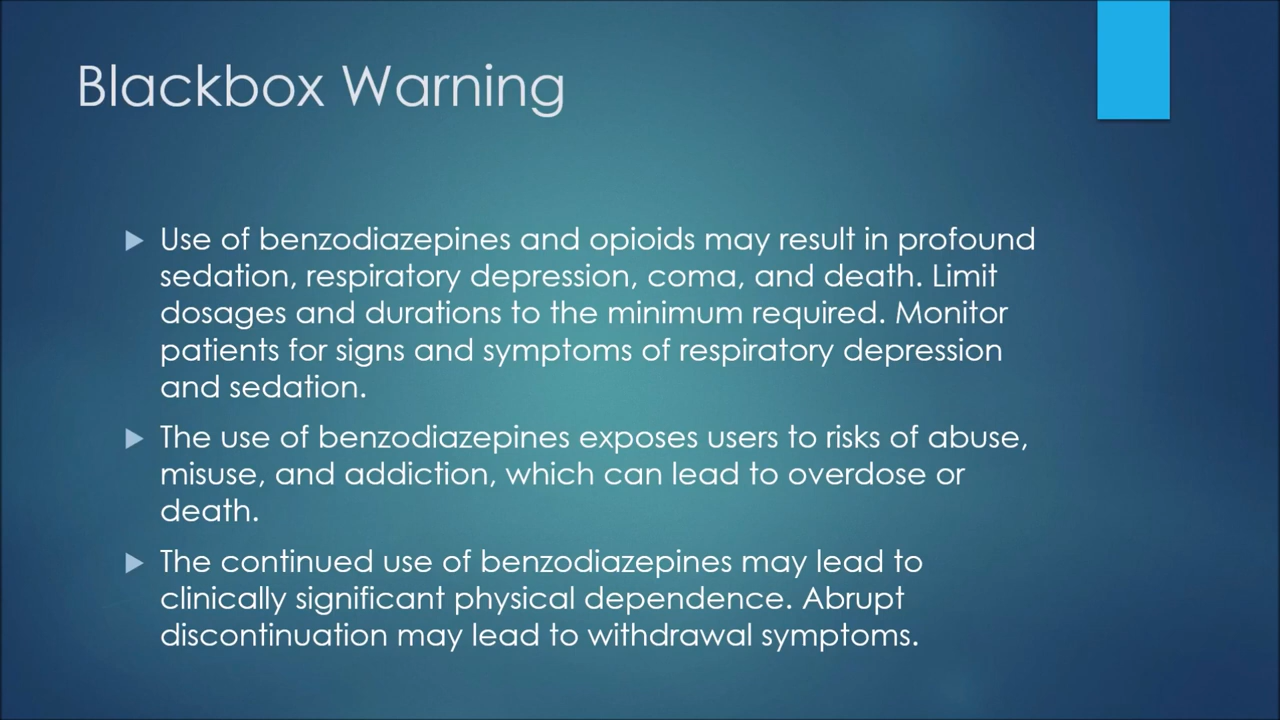 Blackbox Warning
Use of benzodiazepines and opioids may result in profound
sedation, respiratory depression, coma, and death. Limit
dosages and durations to the minimum required. Monitor
patients for signs and symptoms of respiratory depression
and sedation.
The use of benzodiazepines exposes users to risks of abuse,
misuse, and addiction, which can lead to overdose or
death.
The continued use of benzodiazepines may lead to
clinically significant physical dependence. Abrupt
discontinuation may lead to withdrawal symptoms.